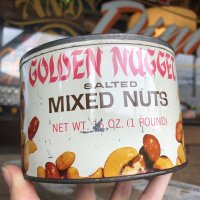 GOLDEN NUGGET
SALTED
MIXED NUTS
NET WT. OZ. (1 POUND)